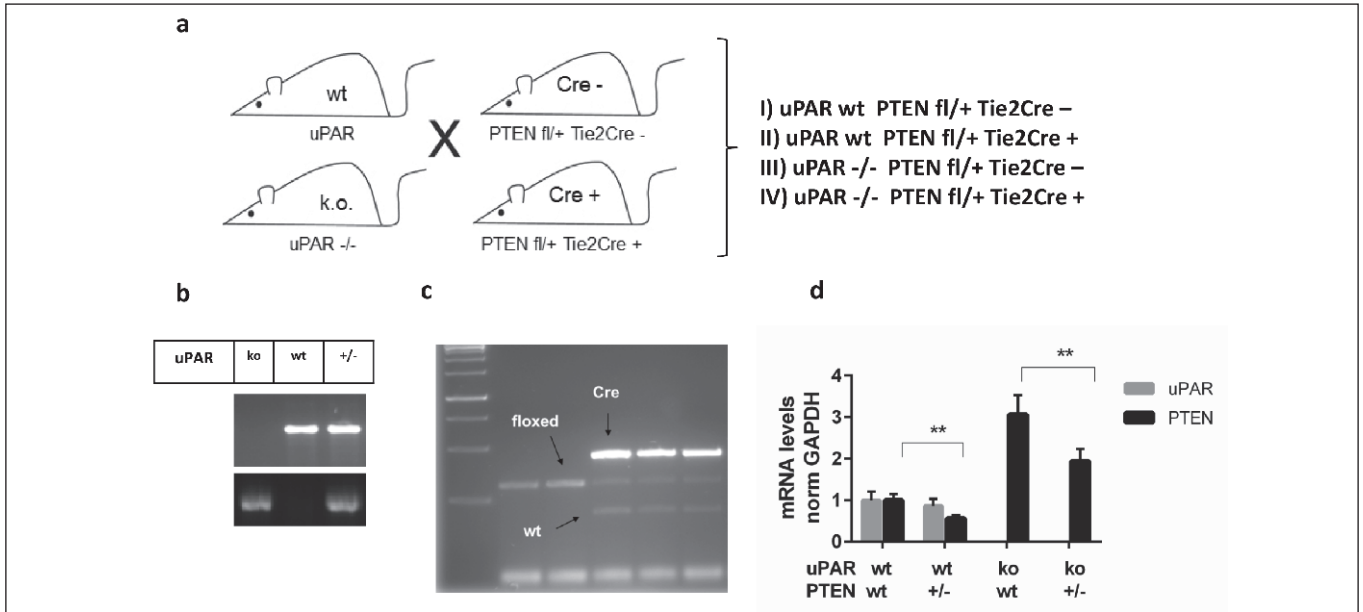 a
wt
uPAR
X
Cre -
PTEN fl/+ Tie2Cre -
k.o.
uPAR -/-
Cre +
PTEN fl/+ Tie2Cre +
I) uPAR wt PTEN fl/+ Tie2Cre –
II) uPAR wt PTEN fl/+ Tie2Cre +
III) uPAR -/- PTEN fl/+ Tie2Cre –
IV) uPAR -/- PTEN fl/+ Tie2Cre +
b
uPAR ko wt +/-
c
Cre
floxed
wt
d
mRNA levels
norm GAPDH
4
3
2
1
0
**
**
uPAR
PTEN
uPAR wt wt ko ko
PTEN wt +/- wt +/-